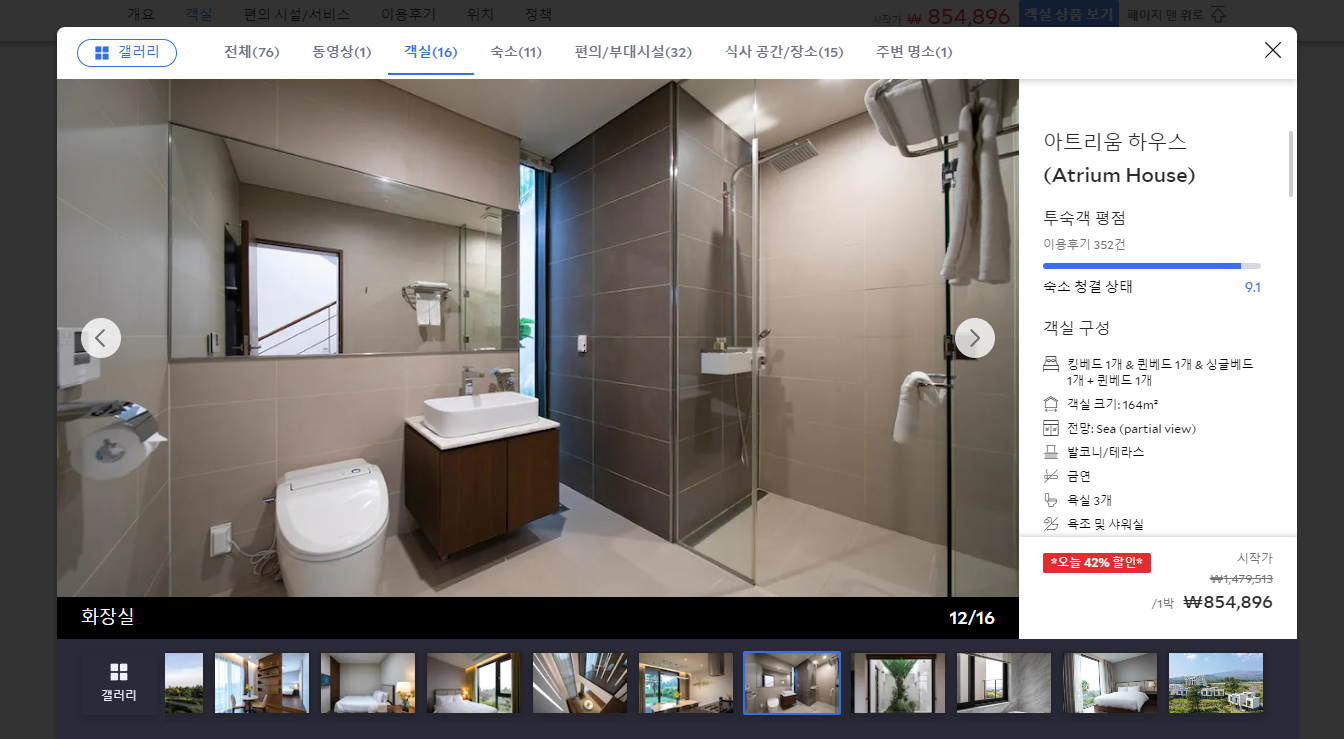 개요 객실 편의 시설/서비스 이용후기 위치 정책 시작가 ₩ 854,896 객실 상품 보기 페이지 맨 위로
갤러리 전체(76) 동영상(1) 객실(16) 숙소(11) 편의/부대시설(32) 식사 공간/장소(15) 주변 명소(1)
아트리움 하우스
(Atrium House)
투숙객 평점
이용후기 352건
숙소 청결 상태 9.1
객실 구성
킹베드 1개 & 퀸베드 1개 & 싱글베드
1개 + 퀸베드 1개
객실 크기: 164m²
전망: Sea (partial view)
발코니/테라스
금연
욕실 3개
욕조 및 샤워실
*오늘 42% 할인* 시작가
₩1,479,513
/1박 ₩854,896
화장실 12/16
갤러리